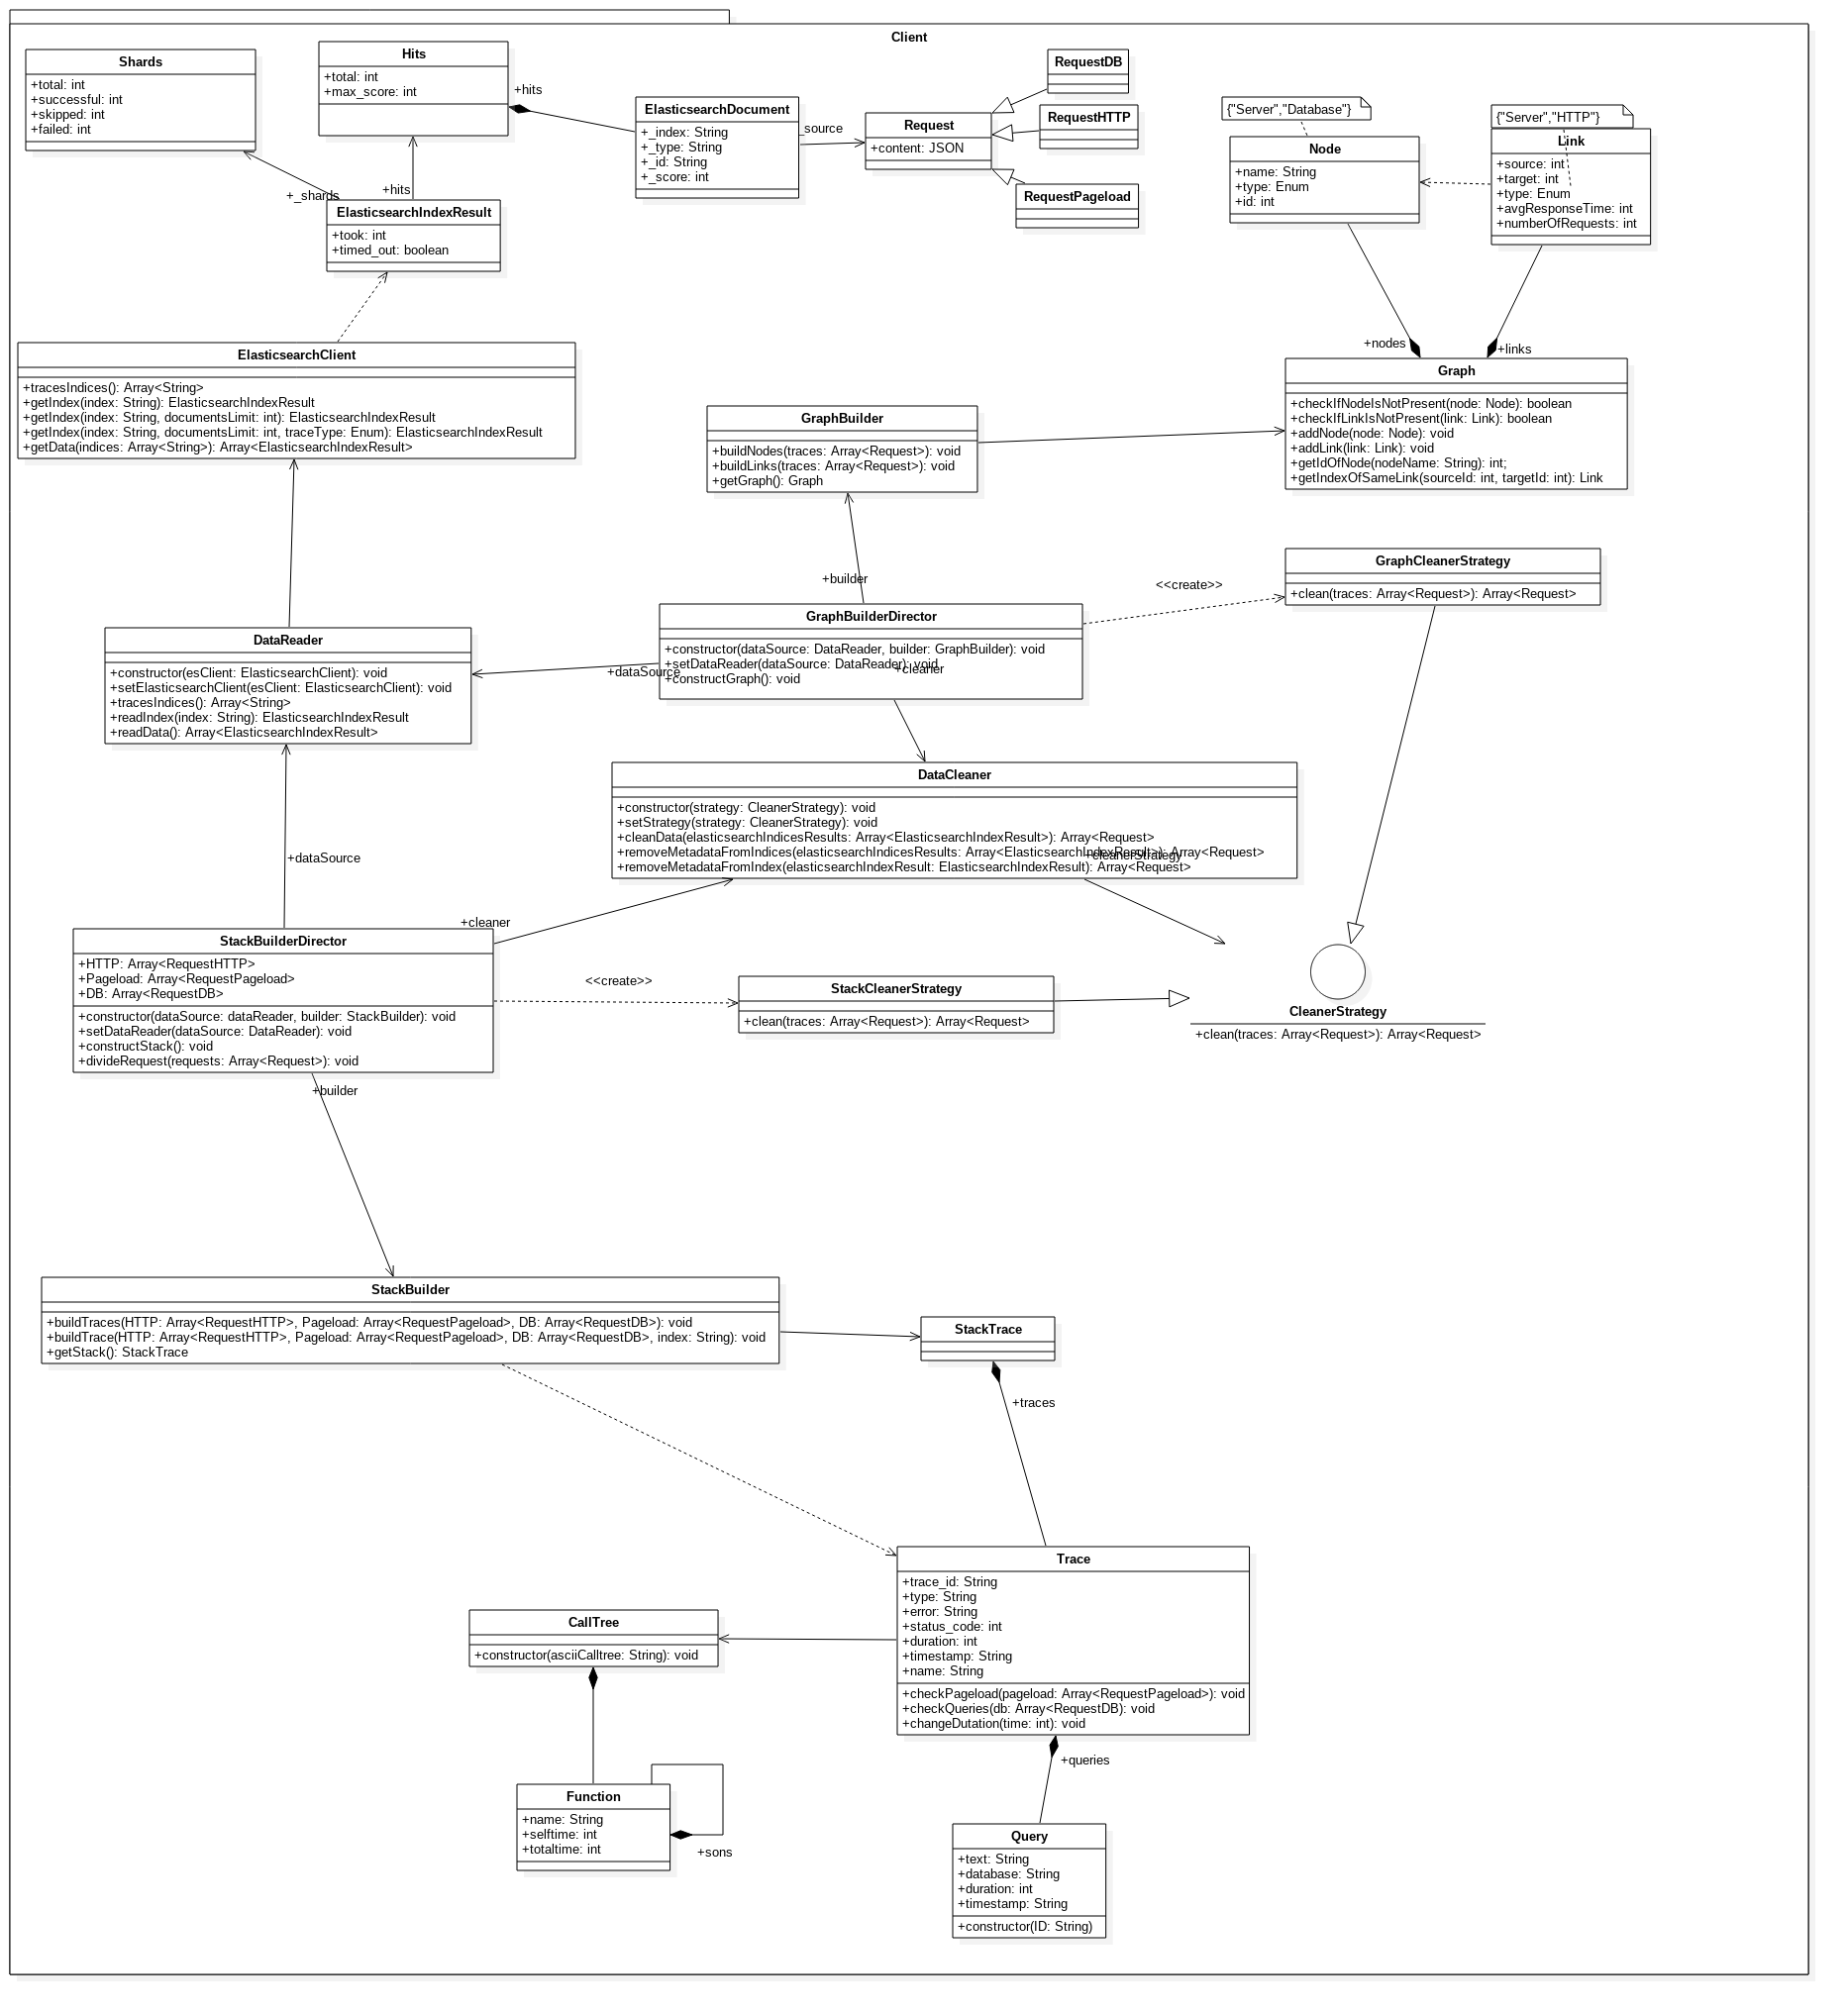 Client
Shards
+total: int
+successful: int
+skipped: int
+failed: int
Hits
+total: int
+max_score: int
+hits
ElasticsearchDocument
+_index: String
+_type: String
+_id: String
+_score: int
_source
Request
+content: JSON
RequestDB
RequestHTTP
RequestPageload
{"Server","Database"}
Node
+name: String
+type: Enum
+id: int
{"Server","HTTP"}
Link
+source: int
+target: int
+type: Enum
+avgResponseTime: int
+numberOfRequests: int
+_shards
+hits
ElasticsearchIndexResult
+took: int
+timed_out: boolean
+nodes
+links
ElasticsearchClient
+tracesIndices(): Array<String>
+getIndex(index: String): ElasticsearchIndexResult
+getIndex(index: String, documentsLimit: int): ElasticsearchIndexResult
+getIndex(index: String, documentsLimit: int, traceType: Enum): ElasticsearchIndexResult
+getData(indices: Array<String>): Array<ElasticsearchIndexResult>
GraphBuilder
+buildNodes(traces: Array<Request>): void
+buildLinks(traces: Array<Request>): void
+getGraph(): Graph
Graph
+checkIfNodeIsNotPresent(node: Node): boolean
+checkIfLinkIsNotPresent(link: Link): boolean
+addNode(node: Node): void
+addLink(link: Link): void
+getIdOfNode(nodeName: String): int;
+getIndexOfSameLink(sourceId: int, targetId: int): Link
+builder
<<create>>
GraphCleanerStrategy
+clean(traces: Array<Request>): Array<Request>
GraphBuilderDirector
+constructor(dataSource: DataReader, builder: GraphBuilder): void
+setDataReader(dataSource: DataReader): void
+constructGraph(): void
+cleaner
+dataSource
DataReader
+constructor(esClient: ElasticsearchClient): void
+setElasticsearchClient(esClient: ElasticsearchClient): void
+tracesIndices(): Array<String>
+readIndex(index: String): ElasticsearchIndexResult
+readData(): Array<ElasticsearchIndexResult>
DataCleaner
+constructor(strategy: CleanerStrategy): void
+setStrategy(strategy: CleanerStrategy): void
+cleanData(elasticsearchIndicesResults: Array<ElasticsearchIndexResult>): Array<Request>
+removeMetadataFromIndices(elasticsearchIndicesResults: Array<ElasticsearchIndexResult>): Array<Request>
+removeMetadataFromIndex(elasticsearchIndexResult: ElasticsearchIndexResult): Array<Request>
+cleanerStrategy
+dataSource
+cleaner
StackBuilderDirector
+HTTP: Array<RequestHTTP>
+Pageload: Array<RequestPageload>
+DB: Array<RequestDB>
+constructor(dataSource: dataReader, builder: StackBuilder): void
+setDataReader(dataSource: DataReader): void
+constructStack(): void
+divideRequest(requests: Array<Request>): void
<<create>>
StackCleanerStrategy
+clean(traces: Array<Request>): Array<Request>
CleanerStrategy
+clean(traces: Array<Request>): Array<Request>
+builder
StackBuilder
+buildTraces(HTTP: Array<RequestHTTP>, Pageload: Array<RequestPageload>, DB: Array<RequestDB>): void
+buildTrace(HTTP: Array<RequestHTTP>, Pageload: Array<RequestPageload>, DB: Array<RequestDB>, index: String): void
+getStack(): StackTrace
StackTrace
+traces
Trace
+trace_id: String
+type: String
+error: String
+status_code: int
+duration: int
+timestamp: String
+name: String
+checkPageload(pageload: Array<RequestPageload>): void
+checkQueries(db: Array<RequestDB): void
+changeDutation(time: int): void
CallTree
+constructor(asciiCalltree: String): void
+queries
Function
+name: String
+selftime: int
+totaltime: int
+sons
Query
+text: String
+database: String
+duration: int
+timestamp: String
+constructor(ID: String)